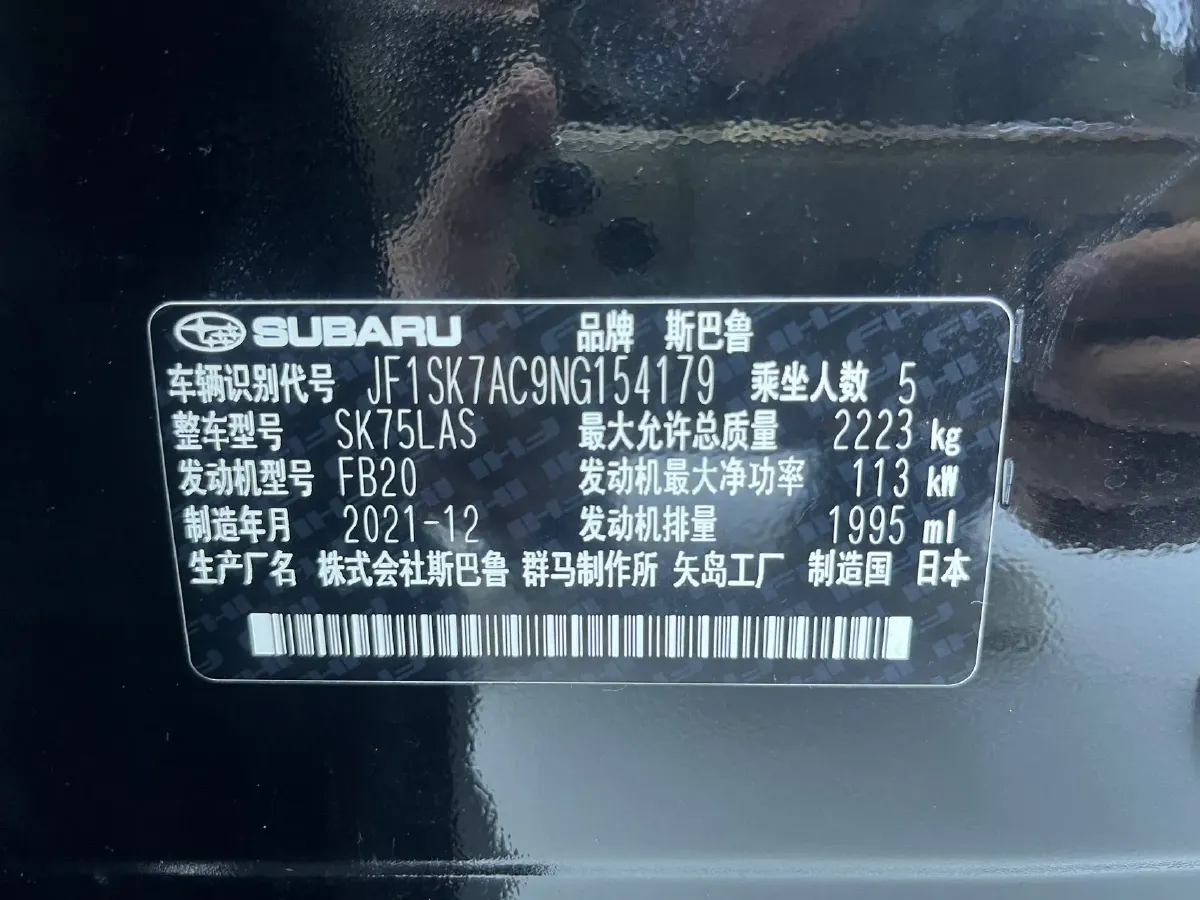 SUBARU 品牌 斯巴鲁
车辆识别代号 JF1SK7AC9NG154179 乘坐人数 5
整车型号 SK75LAS 最大允许总质量 2223 kg
发动机型号 FB20 发动机最大净功率 113 kW
制造年月 2021-12 发动机排量 1995 ml
生产厂名 株式会社斯巴鲁 群马制作所 矢岛工厂 制造国 日本